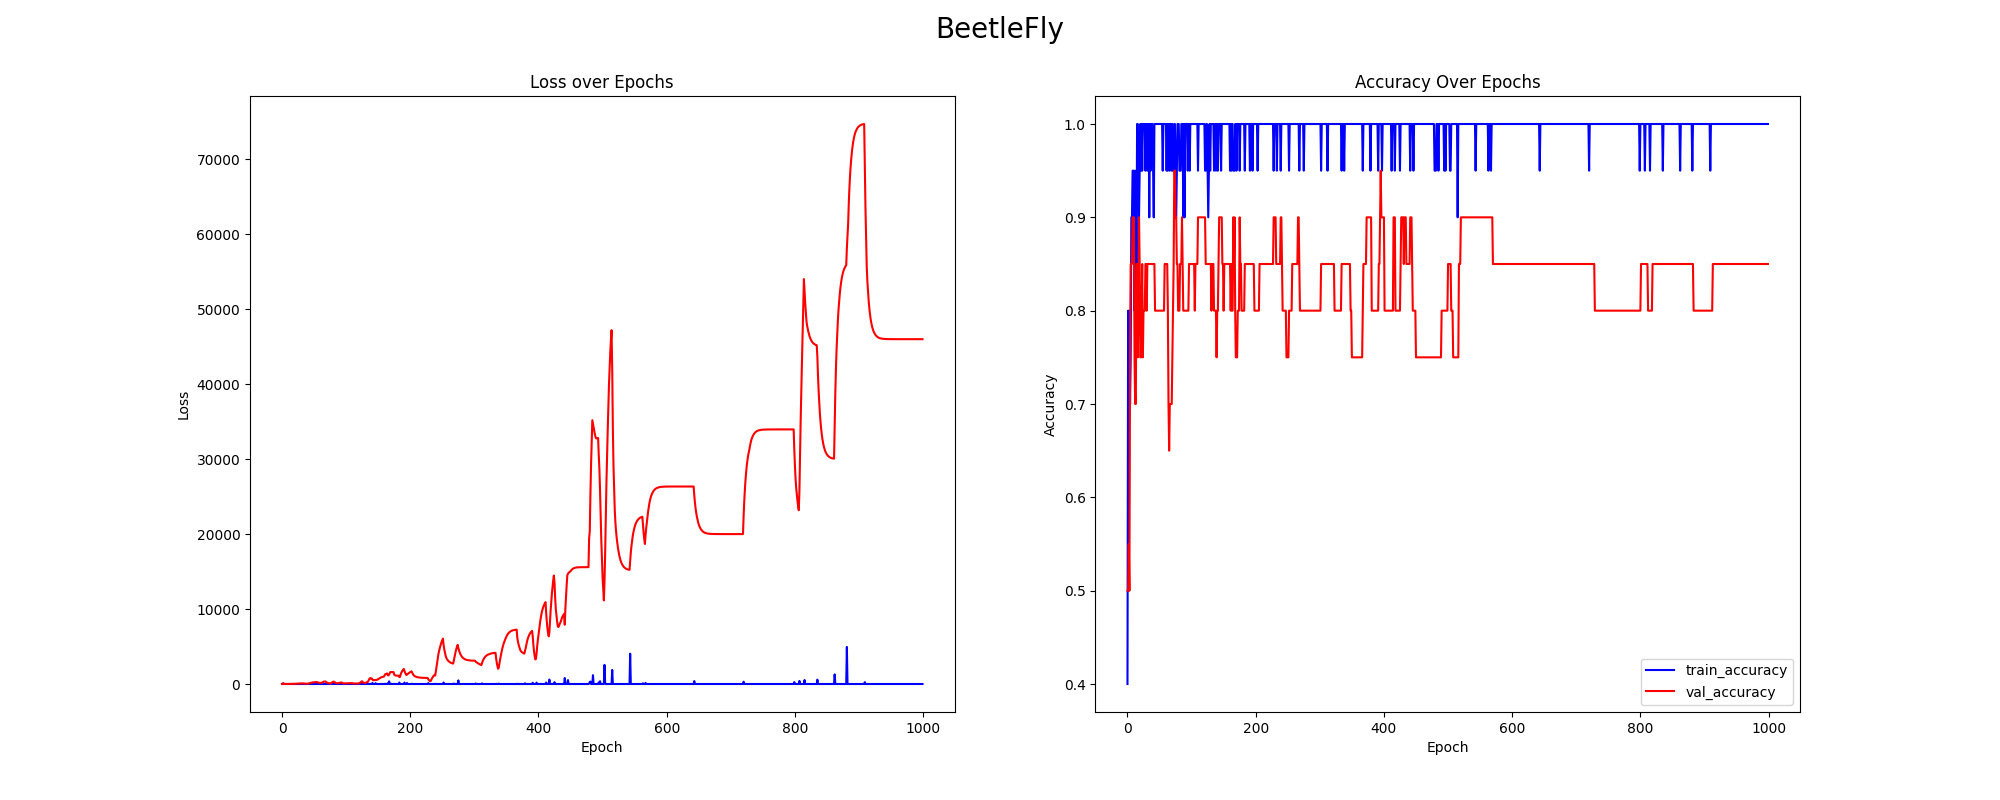 BeetleFly
Loss over Epochs
Loss
70000
60000
50000
40000
30000
20000
10000
0
0 200 400 600 800 1000
Epoch
Accuracy Over Epochs
Accuracy
1.0
0.9
0.8
0.7
0.6
0.5
0.4
train_accuracy
val_accuracy
0 200 400 600 800 1000
Epoch